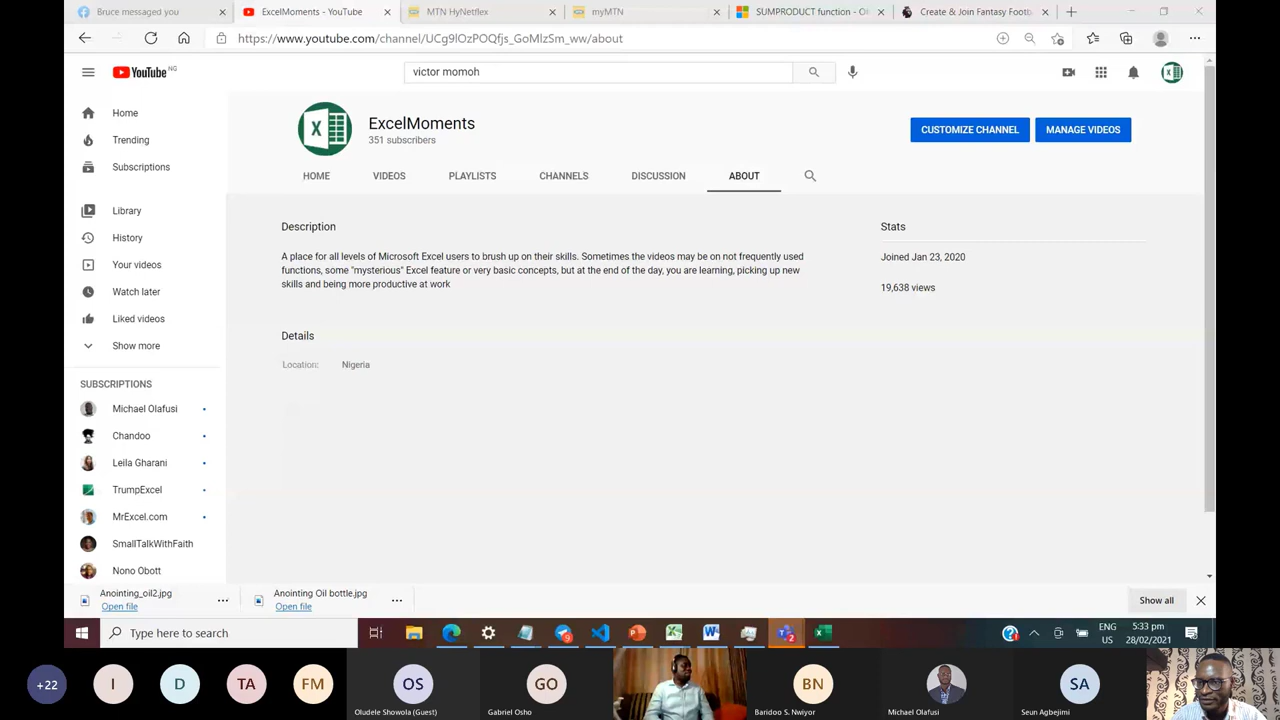 Bruce messaged you
ExcelMoments - YouTube
MTN HyNetflex
myMTN
SUMPRODUCT function - Of
Create & Join Fantasy Footb
https://www.youtube.com/channel/UCg9lOzPOQfjs_GoMlzSm_ww/about
YouTube NG
victor momoh
Home
Trending
Subscriptions
Library
History
Your videos
Watch later
Liked videos
Show more
SUBSCRIPTIONS
Michael Olafusi
Chandoo
Leila Gharani
TrumpExcel
MrExcel.com
SmallTalkWithFaith
Nono Obott
ExcelMoments
351 subscribers
CUSTOMIZE CHANNEL
MANAGE VIDEOS
HOME
VIDEOS
PLAYLISTS
CHANNELS
DISCUSSION
ABOUT
Description
A place for all levels of Microsoft Excel users to brush up on their skills. Sometimes the videos may be on not frequently used
functions, some "mysterious" Excel feature or very basic concepts, but at the end of the day, you are learning, picking up new
skills and being more productive at work
Details
Location: Nigeria
Stats
Joined Jan 23, 2020
19,638 views
Anointing_oil2.jpg
Open file
Anointing Oil bottle.jpg
Open file
Show all
Type here to search
ENG
US
5:33 pm
28/02/2021
+22
I
D
TA
FM
OS
Oludele Showola (Guest)
GO
Gabriel Osho
BN
Baridoo S. Nwiyor
Michael Olafusi
SA
Seun Agbejimi